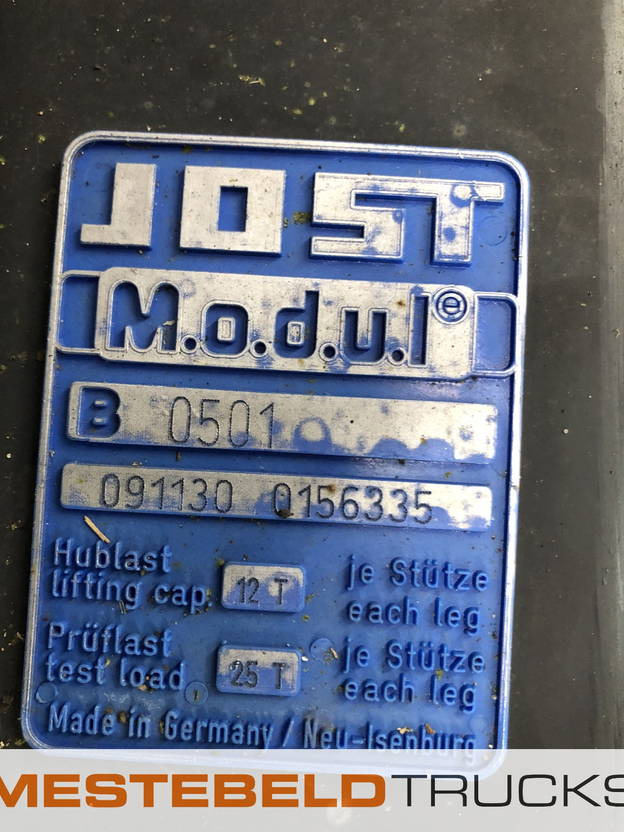 JOST
M.o.d.u.l ®
B 0501
091130 0156335
Hublast
lifting cap. 12 T je Stütze
each leg
Prüflast
test load 25 T je Stütze
each leg
Made in Germany / Neu-Isenburg
MESTEBELDTRUCKS